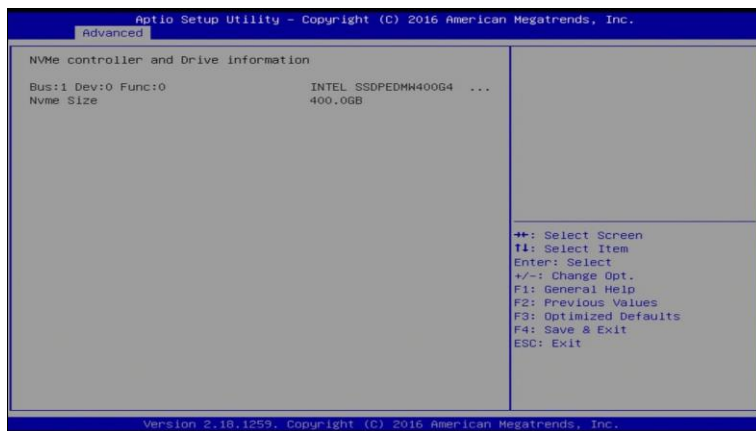 Aptio Setup Utility – Copyright (C) 2016 American Megatrends, Inc.
Advanced
NVMe controller and Drive information
Bus:1 Dev:0 Func:0 INTEL SSDPEDMW400G4 ...
Nvme Size 400.0GB
→←: Select Screen
↑↓: Select Item
Enter: Select
+/-: Change Opt.
F1: General Help
F2: Previous Values
F3: Optimized Defaults
F4: Save & Exit
ESC: Exit
Version 2.18.1259. Copyright (C) 2016 American Megatrends, Inc.